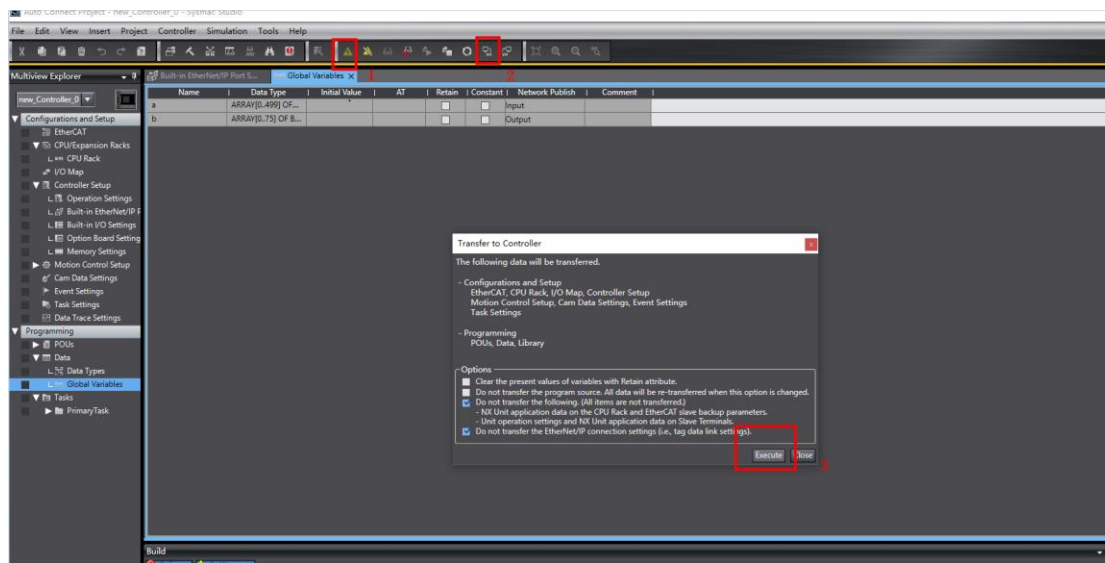 Auto Connect Project - new_Controller_0 - Sysmac Studio
File Edit View Insert Project Controller Simulation Tools Help
1 2
Multiview Explorer
Built-in EtherNet/IP Port S... Global Variables
new_Controller_0
Name Data Type Initial Value AT Retain Constant Network Publish Comment
a ARRAY[0..499] OF... Input
b ARRAY[0..75] OF B... Output
Configurations and Setup
EtherCAT
CPU/Expansion Racks
CPU Rack
I/O Map
Controller Setup
Operation Settings
Built-in EtherNet/IP P
Built-in I/O Settings
Option Board Setting
Memory Settings
Motion Control Setup
Cam Data Settings
Event Settings
Task Settings
Data Trace Settings
Programming
POUs
Data
Data Types
Global Variables
Tasks
PrimaryTask
Transfer to Controller
The following data will be transferred.
- Configurations and Setup
EtherCAT, CPU Rack, I/O Map, Controller Setup
Motion Control Setup, Cam Data Settings, Event Settings
Task Settings
- Programming
POUs, Data, Library
Options
Clear the present values of variables with Retain attribute.
Do not transfer the program source. All data will be re-transferred when this option is changed.
Do not transfer the following. (All items are not transferred.)
- NX Unit application data on the CPU Rack and EtherCAT slave backup parameters.
- Unit operation settings and NX Unit application data on Slave Terminals.
Do not transfer the EtherNet/IP connection settings (i.e., tag data link settings).
Execute Close
3
Build